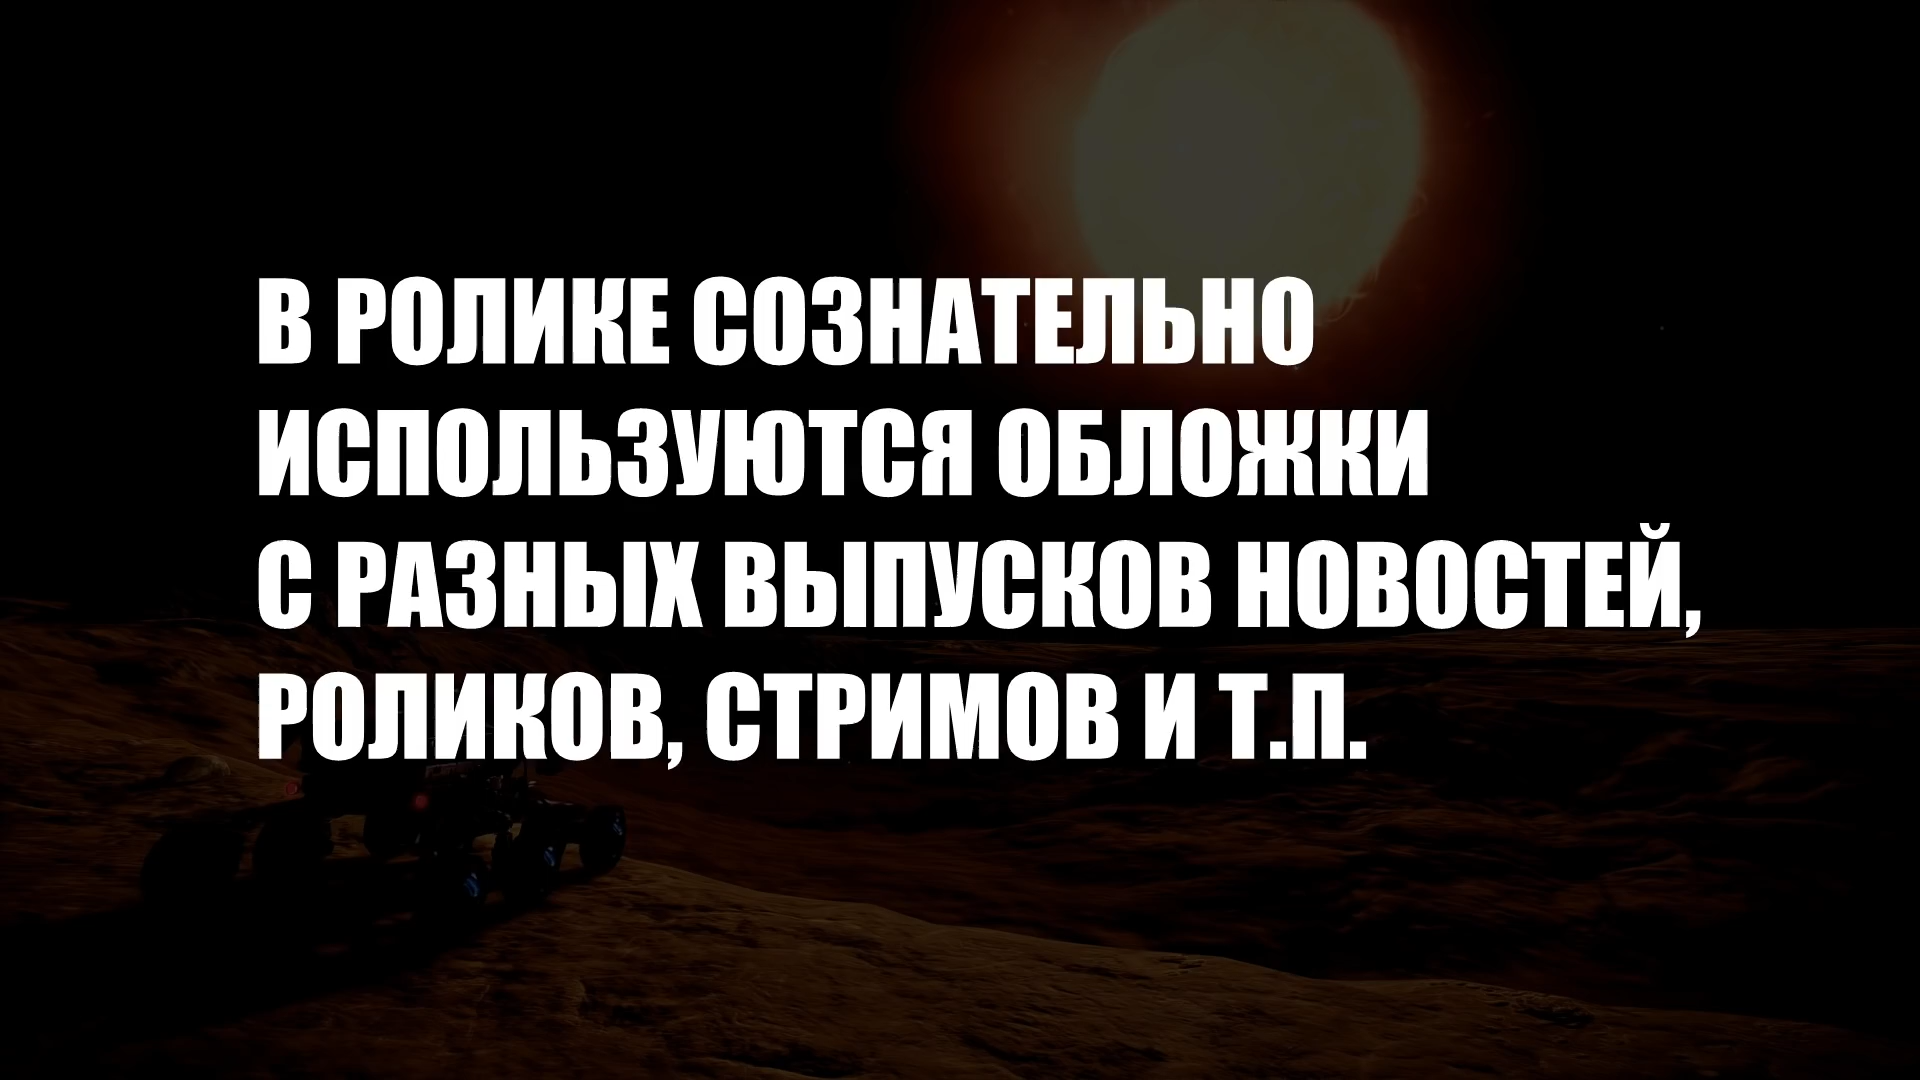 В РОЛИКЕ СОЗНАТЕЛЬНО
ИСПОЛЬЗУЮТСЯ ОБЛОЖКИ
С РАЗНЫХ ВЫПУСКОВ НОВОСТЕЙ,
РОЛИКОВ, СТРИМОВ И Т.П.